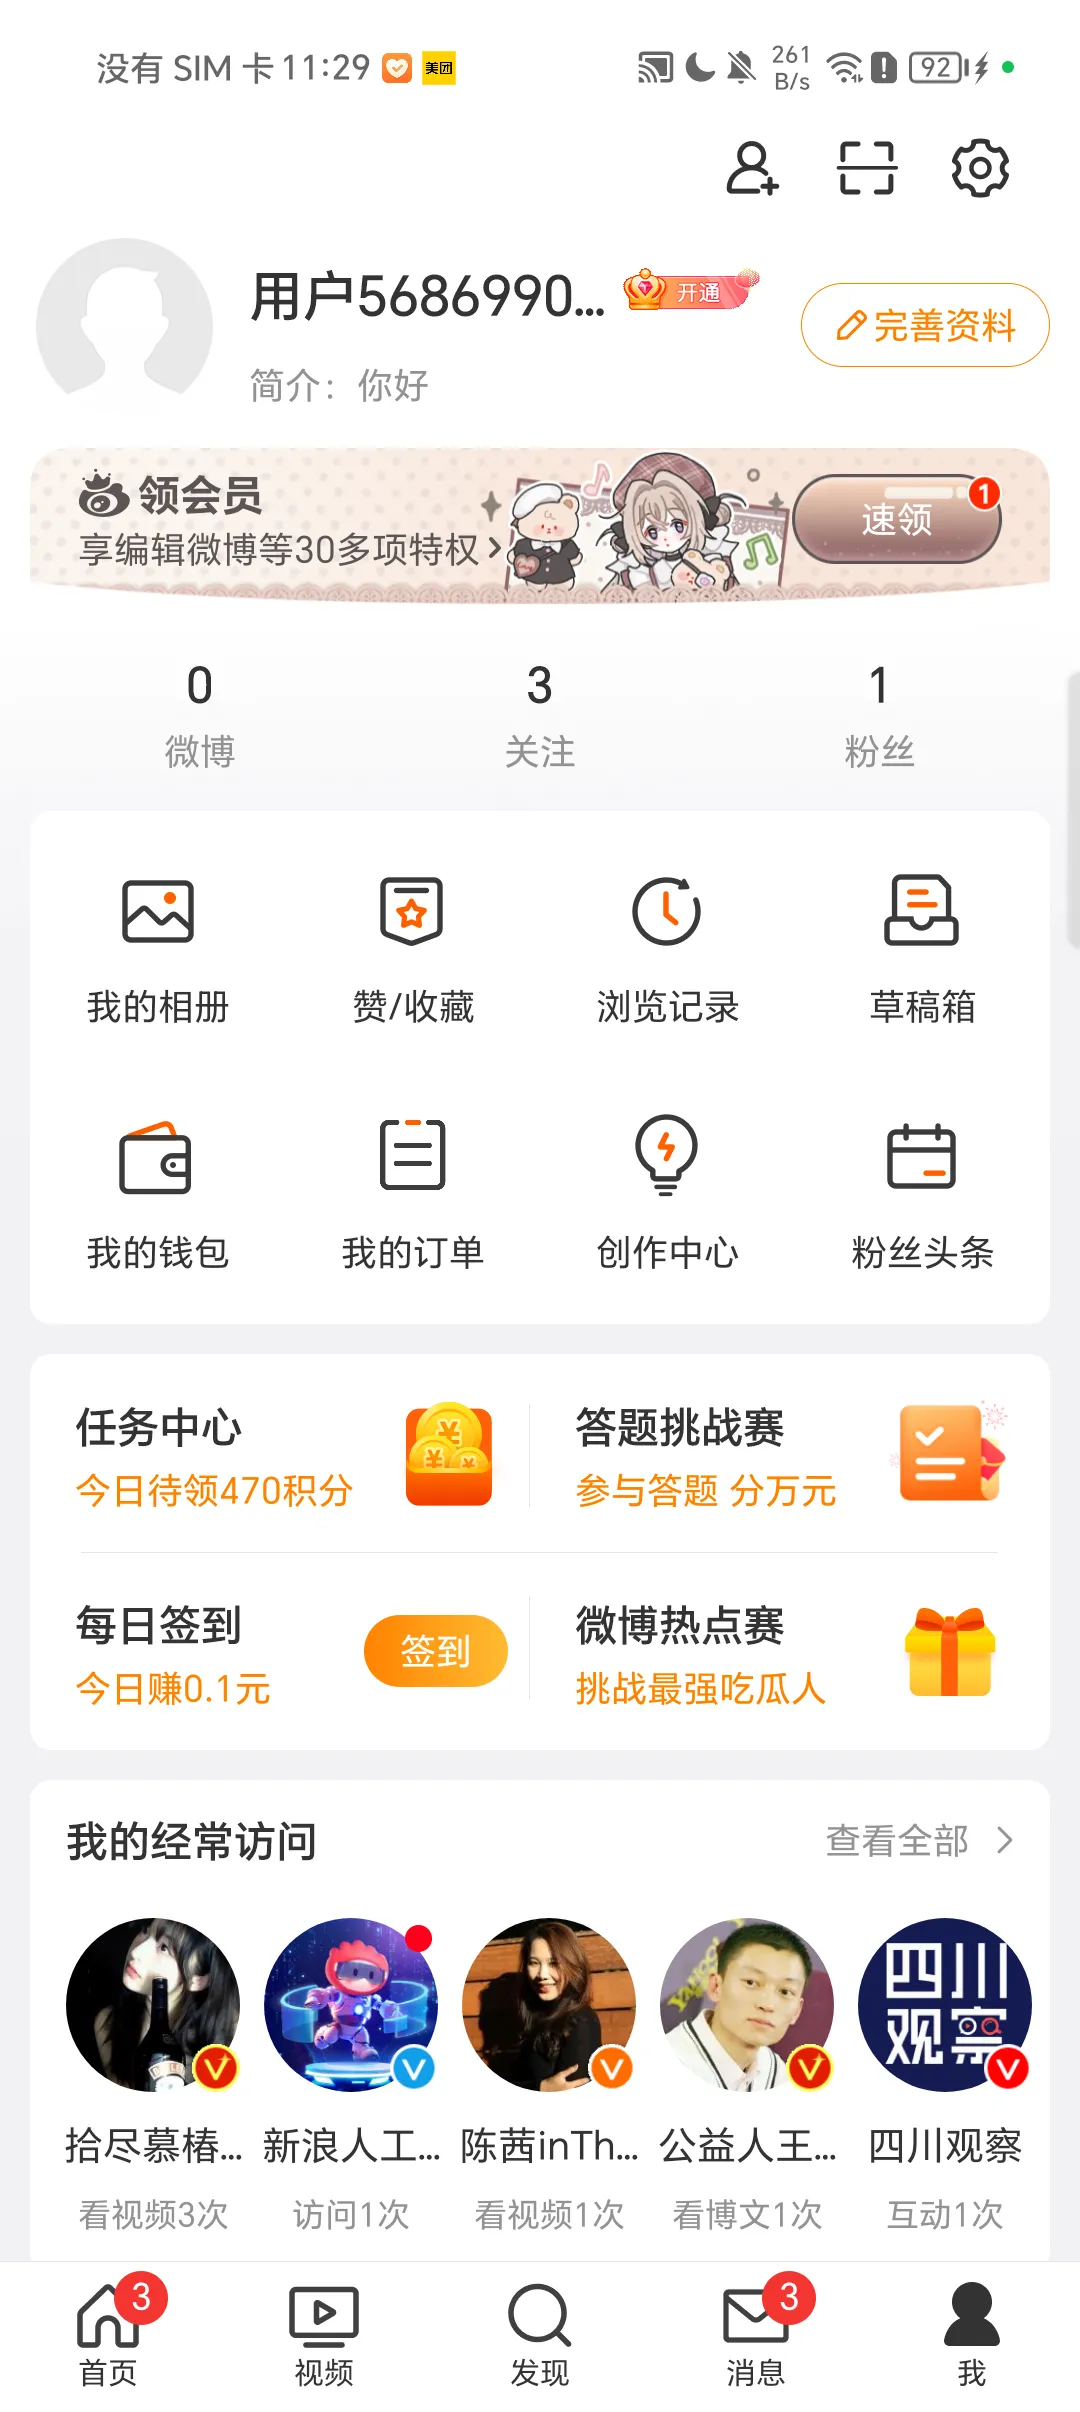 没有 SIM 卡 11:29 美团 261 B/s 92
用户5686990... 开通
完善资料
简介：你好
领会员
享编辑微博等30多项特权
速领 1
0 3 1
微博 关注 粉丝
我的相册 赞/收藏 浏览记录 草稿箱
我的钱包 我的订单 创作中心 粉丝头条
任务中心 答题挑战赛
今日待领470积分 参与答题 分万元
每日签到 签到 微博热点赛
今日赚0.1元 挑战最强吃瓜人
我的经常访问 查看全部
四川
观察
拾尽慕椿... 新浪人工... 陈茜inTh... 公益人王... 四川观察
看视频3次 访问1次 看视频1次 看博文1次 互动1次
3 3
首页 视频 发现 消息 我